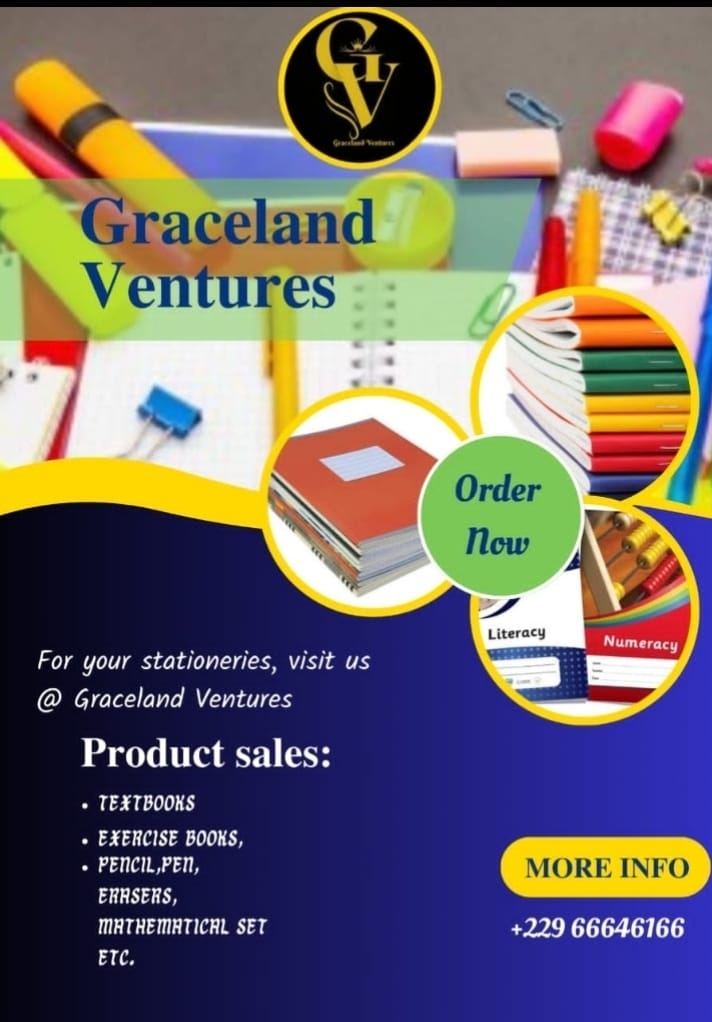 GV
Graceland Ventures
Graceland
Ventures
Order
Now
Literacy
Numeracy
For your stationeries, visit us
@ Graceland Ventures
Product sales:
• TEXTBOOKS
• EXERCISE BOOKS,
• PENCIL,PEN,
ERASERS,
MATHEMATICAL SET
ETC.
MORE INFO
+229 66646166